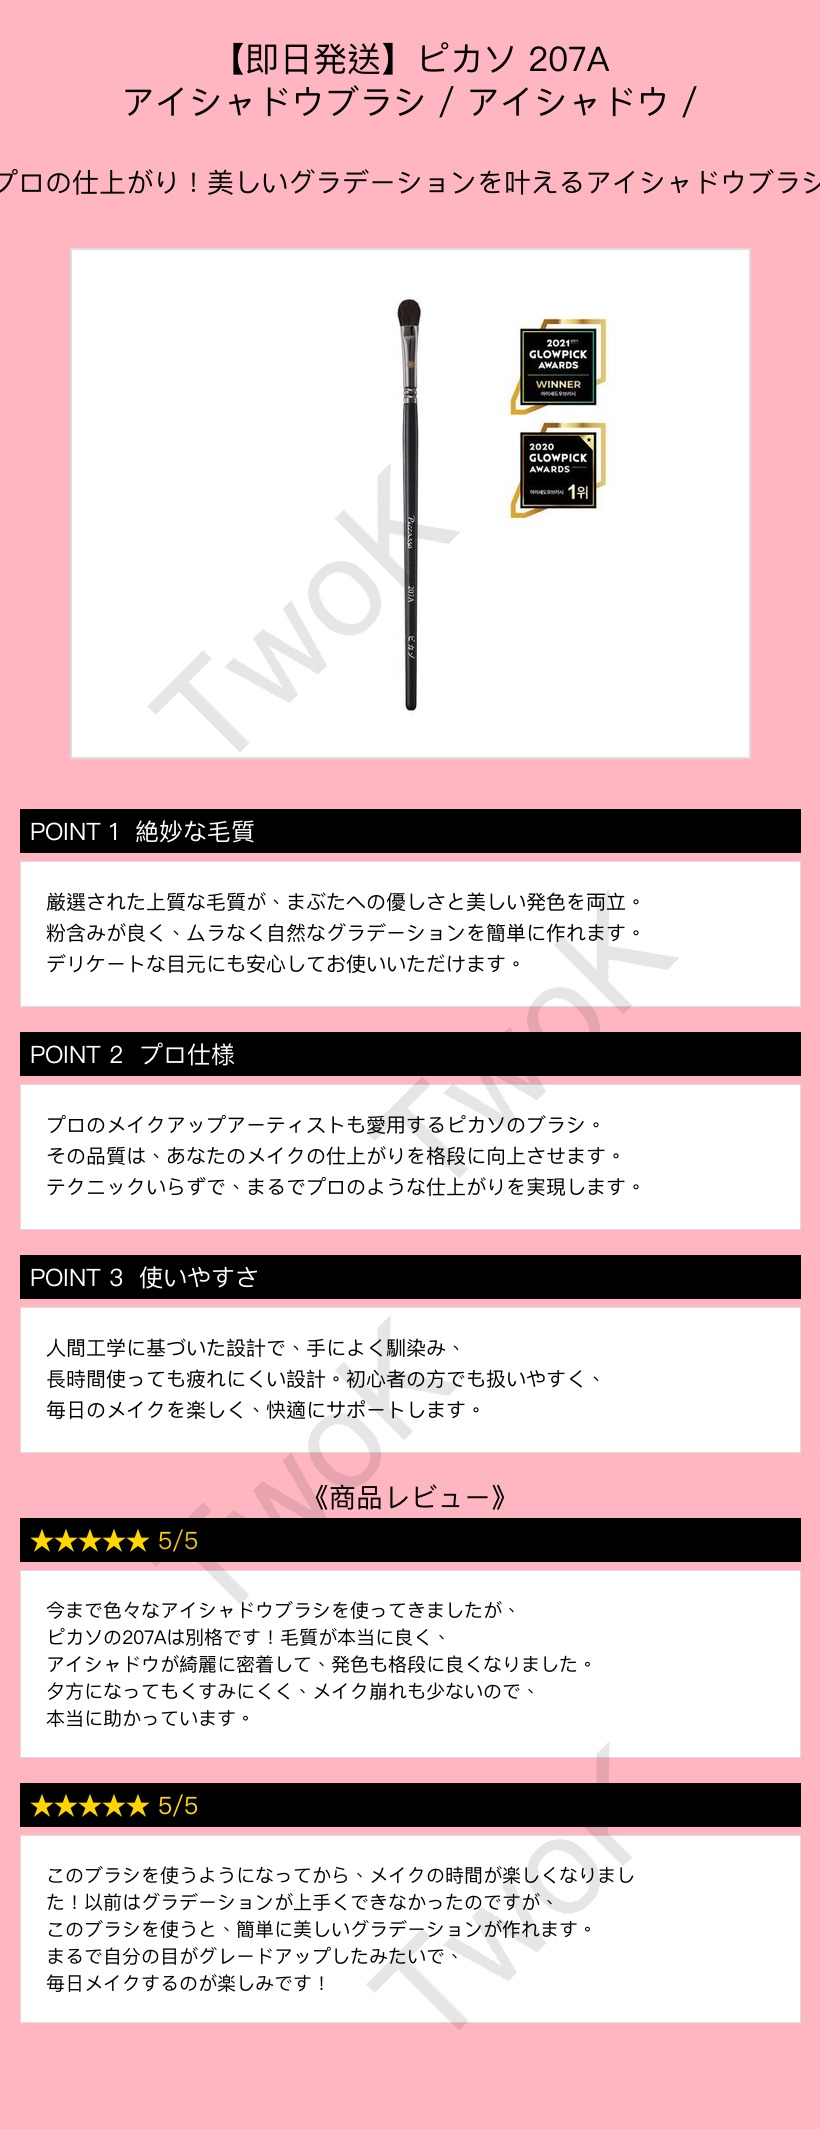 【即日発送】ピカソ 207A
アイシャドウブラシ / アイシャドウ /
プロの仕上がり！美しいグラデーションを叶えるアイシャドウブラシ
2021
GLOWPICK
AWARDS
WINNER
아이섀도우브러시
2020
GLOWPICK
AWARDS
아이섀도우브러시 1위
Piccasso
207A
ピカソ
TwoK
POINT 1 絶妙な毛質
厳選された上質な毛質が、まぶたへの優しさと美しい発色を両立。
粉含みが良く、ムラなく自然なグラデーションを簡単に作れます。
デリケートな目元にも安心してお使いいただけます。
TwoK
POINT 2 プロ仕様
プロのメイクアップアーティストも愛用するピカソのブラシ。
その品質は、あなたのメイクの仕上がりを格段に向上させます。
テクニックいらずで、まるでプロのような仕上がりを実現します。
POINT 3 使いやすさ
人間工学に基づいた設計で、手によく馴染み、
長時間使っても疲れにくい設計。初心者の方でも扱いやすく、
毎日のメイクを楽しく、快適にサポートします。
TwoK
《商品レビュー》
★★★★★ 5/5
今まで色々なアイシャドウブラシを使ってきましたが、
ピカソの207Aは別格です！毛質が本当に良く、
アイシャドウが綺麗に密着して、発色も格段に良くなりました。
夕方になってもくすみにくく、メイク崩れも少ないので、
本当に助かっています。
★★★★★ 5/5
このブラシを使うようになってから、メイクの時間が楽しくなりまし
た！以前はグラデーションが上手くできなかったのですが、
このブラシを使うと、簡単に美しいグラデーションが作れます。
まるで自分の目がグレードアップしたみたいで、
毎日メイクするのが楽しみです！
TwoK